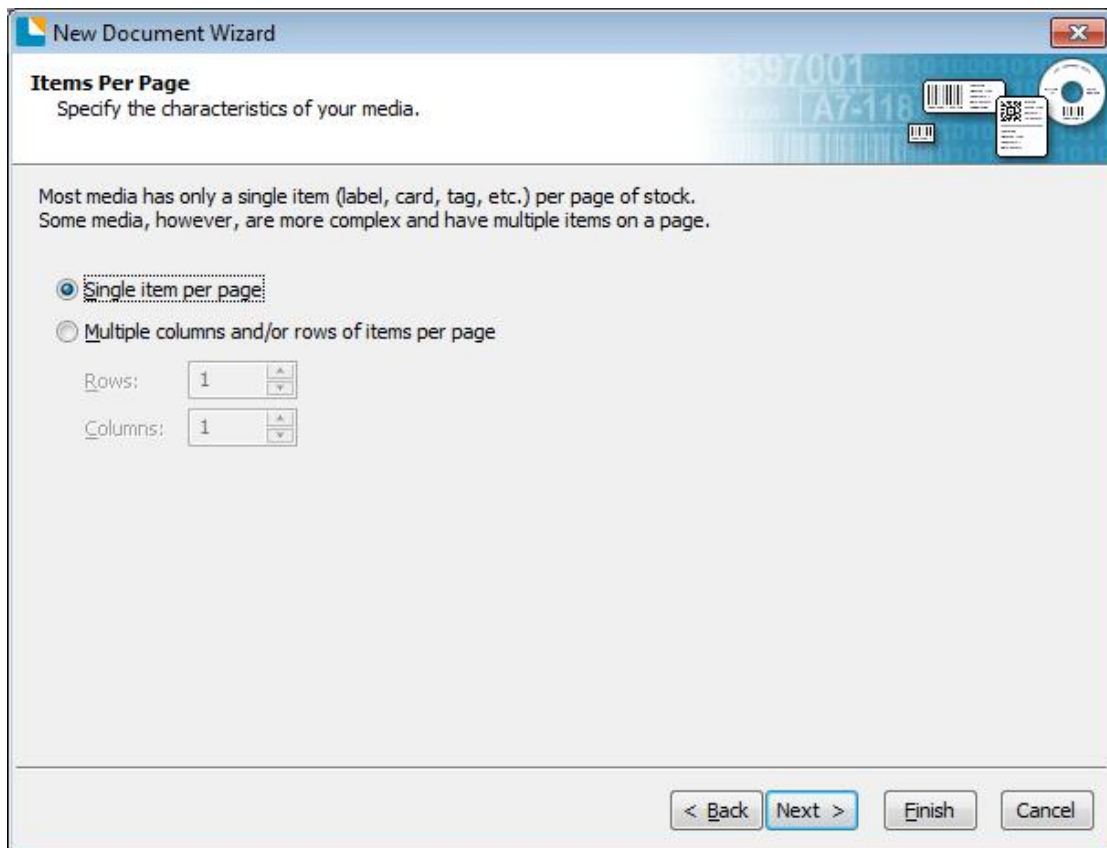 New Document Wizard
Items Per Page
Specify the characteristics of your media.
3597001
A7-118
Most media has only a single item (label, card, tag, etc.) per page of stock.
Some media, however, are more complex and have multiple items on a page.
Single item per page
Multiple columns and/or rows of items per page
Rows: 1
Columns: 1
< Back Next > Finish Cancel